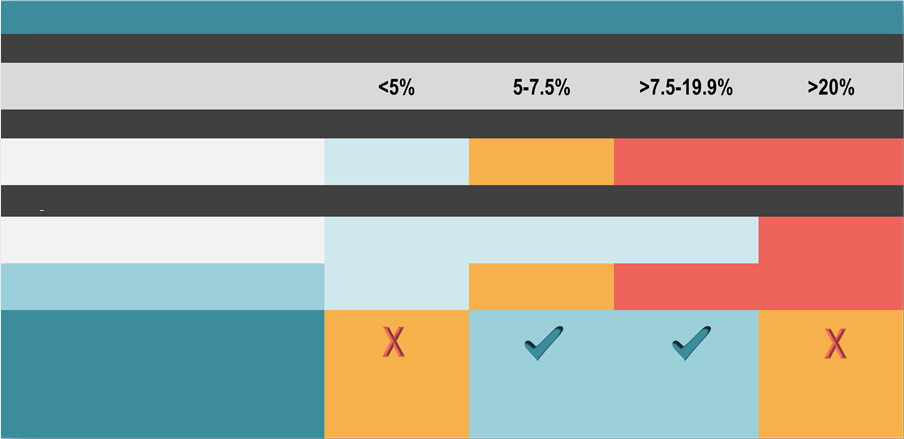 <5% 5-7.5% >7.5-19.9% >20%
X ✓ ✓ X